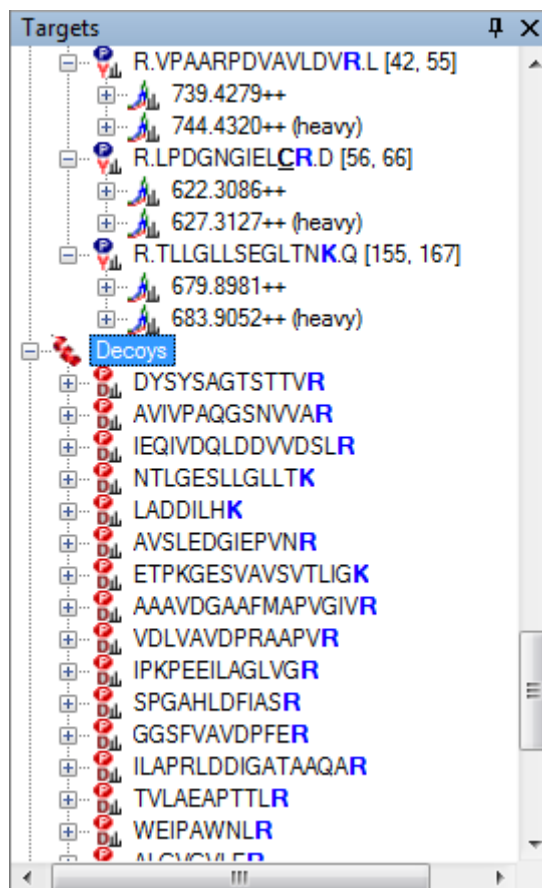 Targets
R.VPAARPDVAVLDVR.L [42, 55]
739.4279++
744.4320++ (heavy)
R.LPDGNGIELCR.D [56, 66]
622.3086++
627.3127++ (heavy)
R.TLLGLLSEGLTNK.Q [155, 167]
679.8981++
683.9052++ (heavy)
Decoys
DYSYSAGTSTTVR
AVIVPAQGSNVVAR
IEQIVDQLDDVVDSLR
NTLGESLLGLLTK
LADDILHK
AVSLEDGIEPVNR
ETPKGESVAVSVTLIGK
AAAVDGAAFMAPVGIVR
VDLVAVDPRAAPVR
IPKPEEILAGLVGR
SPGAHLDFIASR
GGSFVAVDPFER
ILAPRLDDIGATAAQAR
TVLAEAPTTLR
WEIPAWNLR